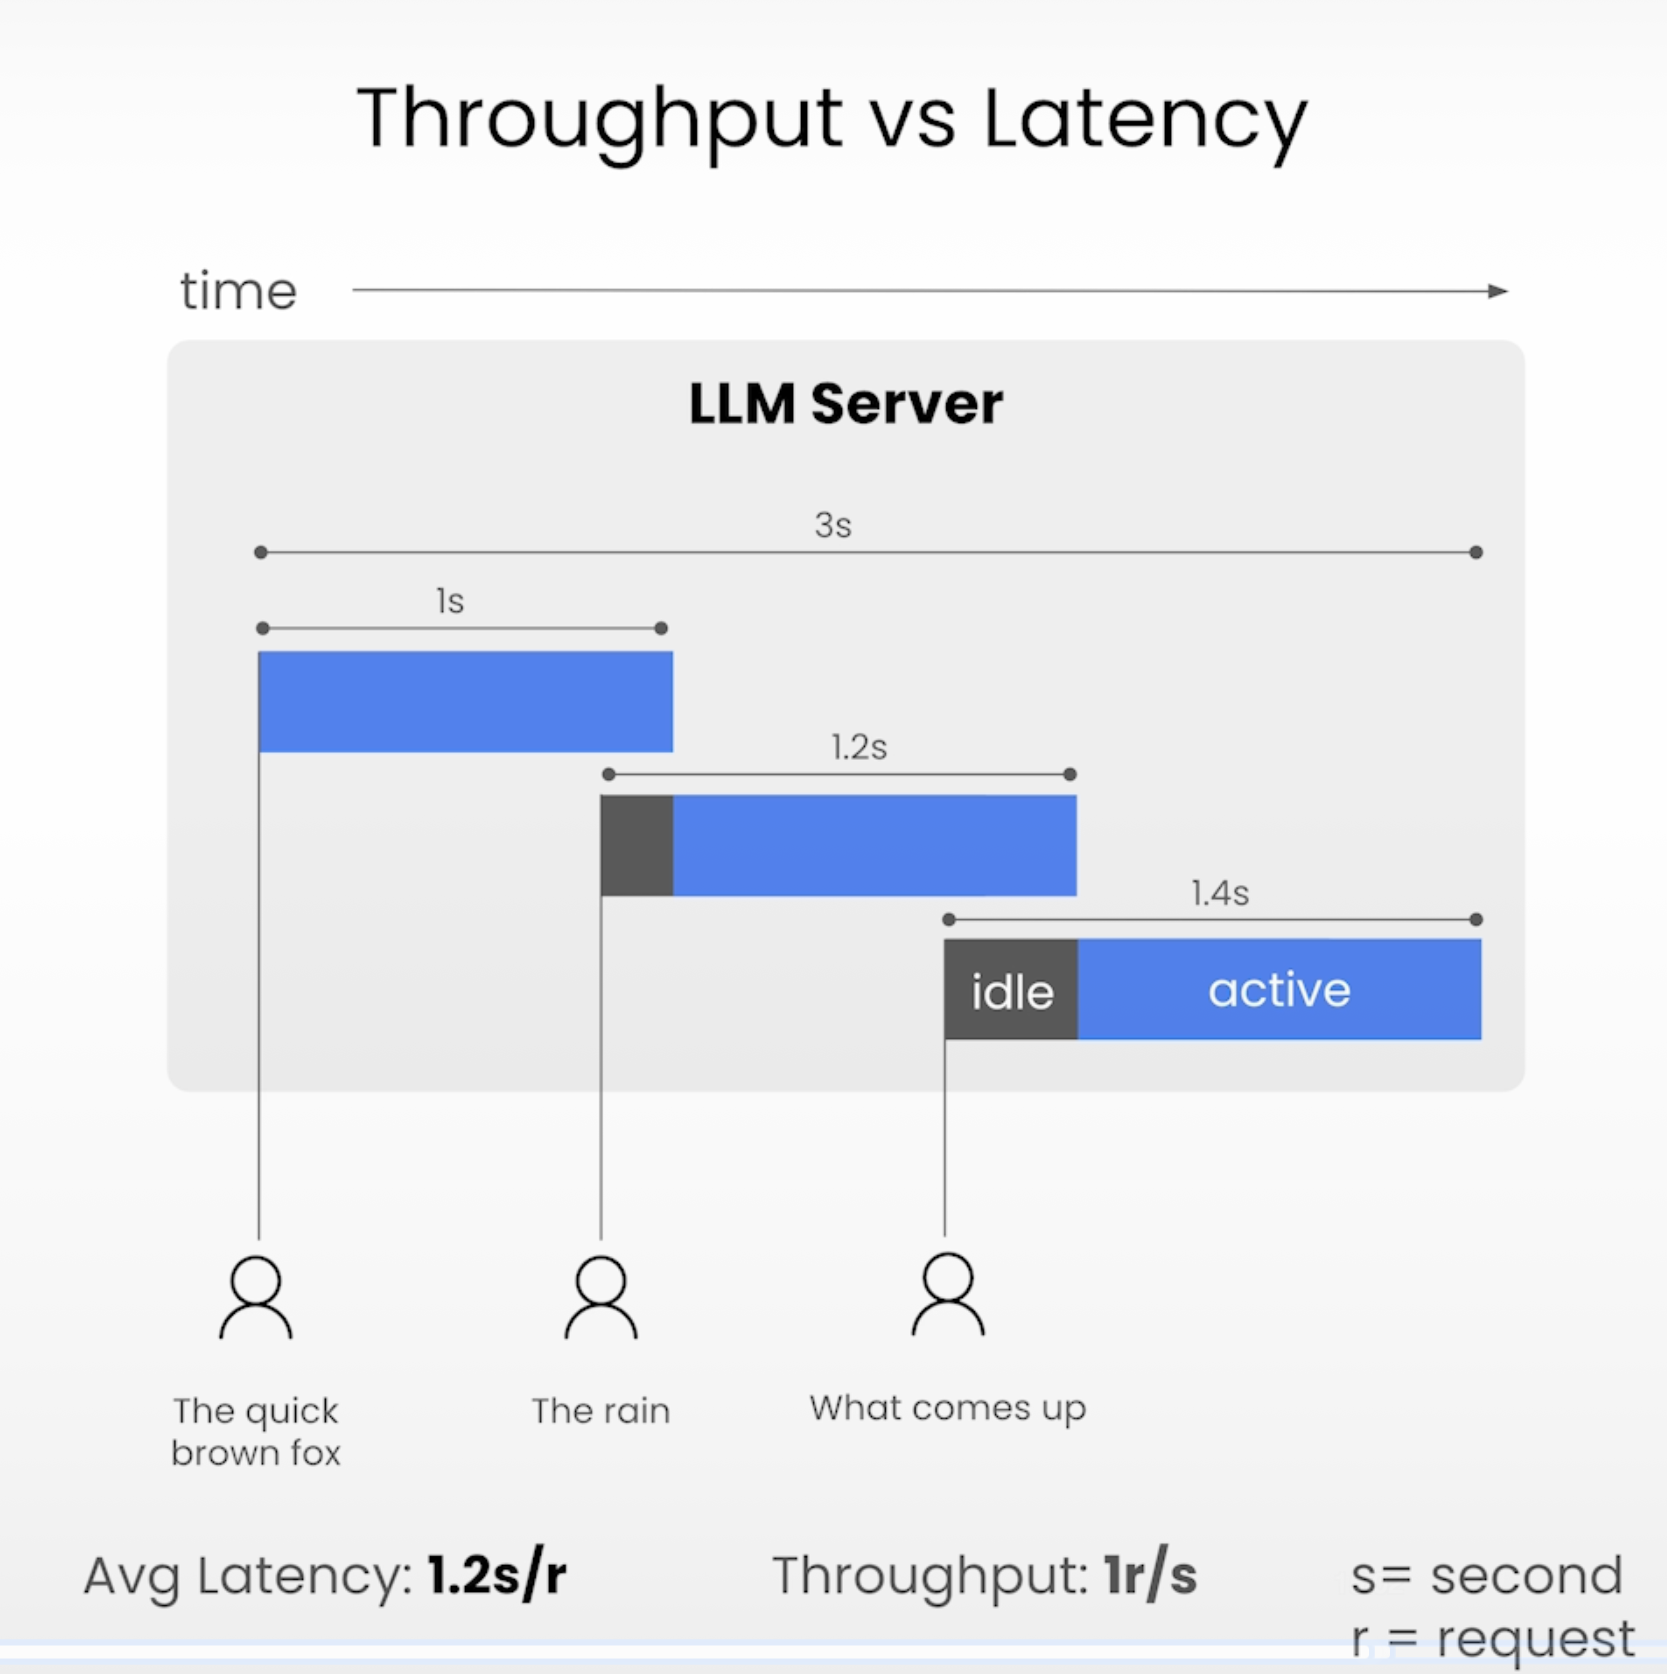 Throughput vs Latency
time
LLM Server
3s
1s
1.2s
1.4s
idle
active
The quick
brown fox
The rain
What comes up
Avg Latency: 1.2s/r
Throughput: 1r/s
s= second
r = request